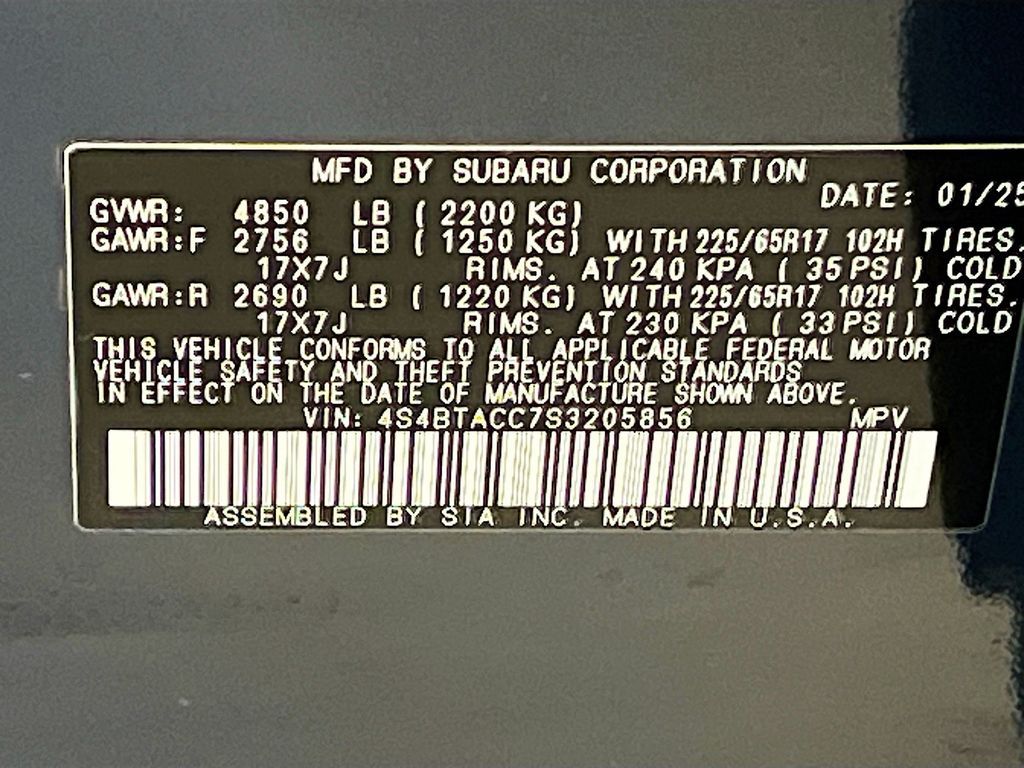 MFD BY SUBARU CORPORATION
DATE: 01/25
GVWR: 4850 LB ( 2200 KG)
GAWR:F 2756 LB ( 1250 KG) WITH 225/65R17 102H TIRES.
17X7J RIMS. AT 240 KPA ( 35 PSI) COLD
GAWR:R 2690 LB ( 1220 KG) WITH 225/65R17 102H TIRES.
17X7J RIMS. AT 230 KPA ( 33 PSI) COLD
THIS VEHICLE CONFORMS TO ALL APPLICABLE FEDERAL MOTOR
VEHICLE SAFETY AND THEFT PREVENTION STANDARDS
IN EFFECT ON THE DATE OF MANUFACTURE SHOWN ABOVE.
VIN: 4S4BTACC7S3205856 MPV
ASSEMBLED BY SIA INC. MADE IN U.S.A.